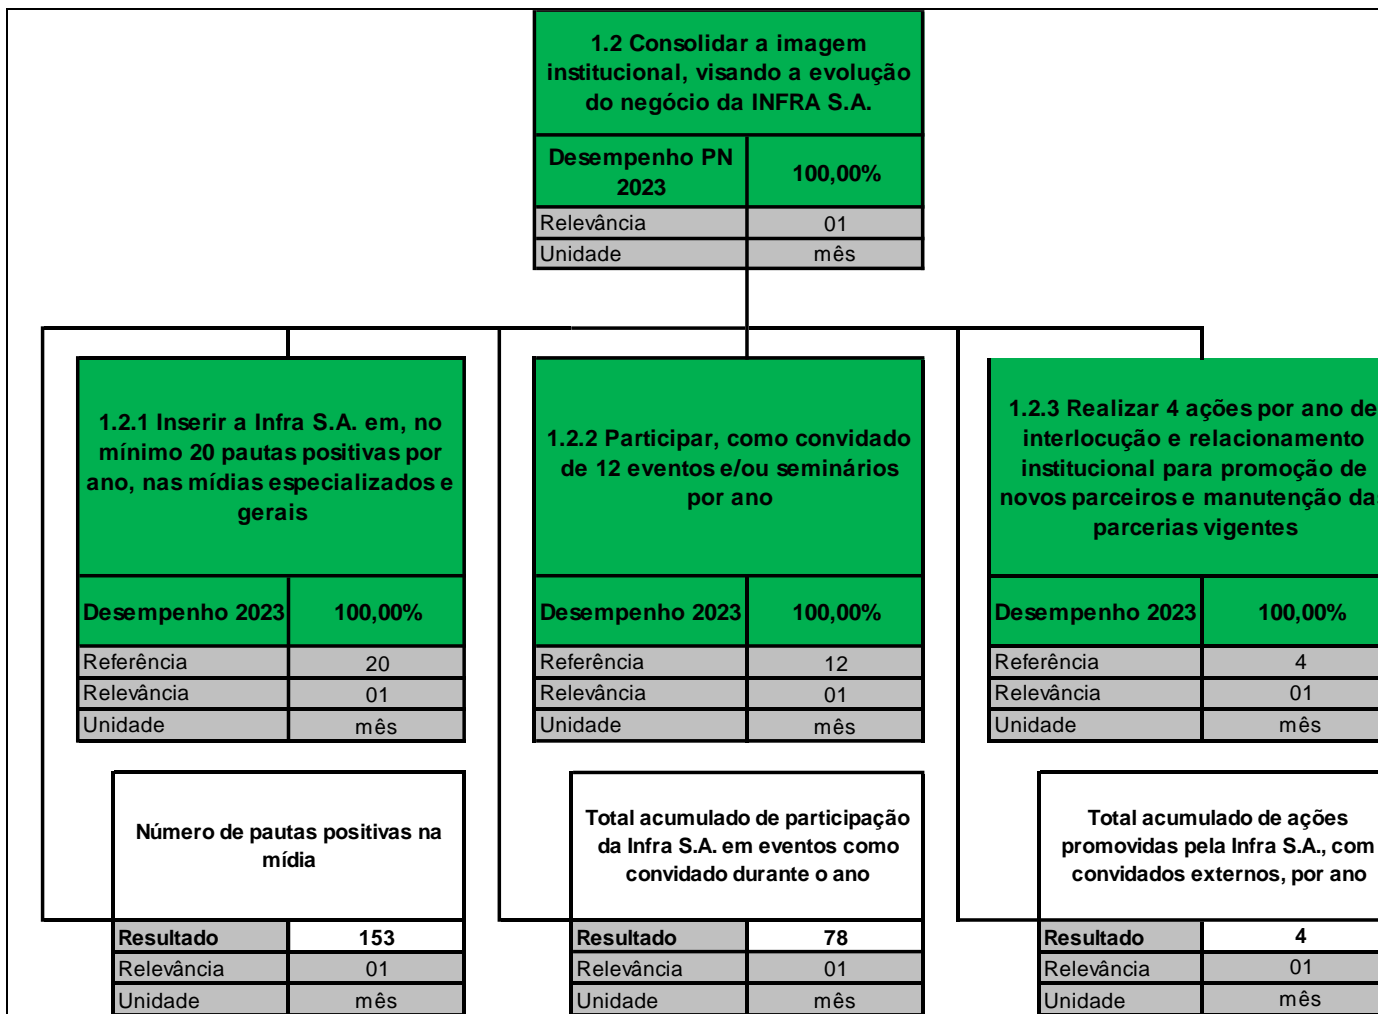 1.2 Consolidar a imagem
institucional, visando a evolução
do negócio da INFRA S.A.
Desempenho PN
2023
100,00%
Relevância 01
Unidade mês
1.2.1 Inserir a Infra S.A. em, no
mínimo 20 pautas positivas por
ano, nas mídias especializados e
gerais
Desempenho 2023 100,00%
Referência 20
Relevância 01
Unidade mês
Número de pautas positivas na
mídia
Resultado 153
Relevância 01
Unidade mês
1.2.2 Participar, como convidado
de 12 eventos e/ou seminários
por ano
Desempenho 2023 100,00%
Referência 12
Relevância 01
Unidade mês
Total acumulado de participação
da Infra S.A. em eventos como
convidado durante o ano
Resultado 78
Relevância 01
Unidade mês
1.2.3 Realizar 4 ações por ano de
interlocução e relacionamento
institucional para promoção de
novos parceiros e manutenção da
parcerias vigentes
Desempenho 2023 100,00%
Referência 4
Relevância 01
Unidade mês
Total acumulado de ações
promovidas pela Infra S.A., com
convidados externos, por ano
Resultado 4
Relevância 01
Unidade mês